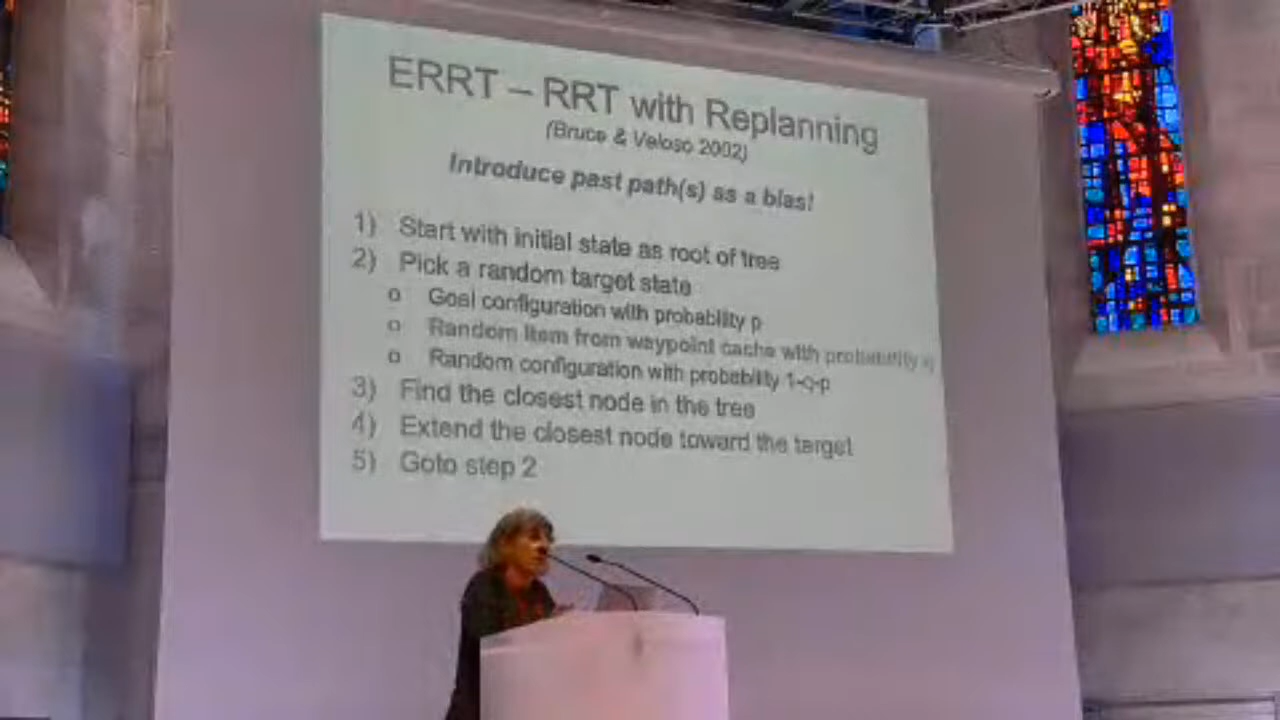 ERRT – RRT with Replanning
(Bruce & Veloso 2002)
Introduce past path(s) as a bias!
1) Start with initial state as root of tree
2) Pick a random target state
o Goal configuration with probability p
o Random item from waypoint cache with probability q
o Random configuration with probability 1-q-p
3) Find the closest node in the tree
4) Extend the closest node toward the target
5) Goto step 2